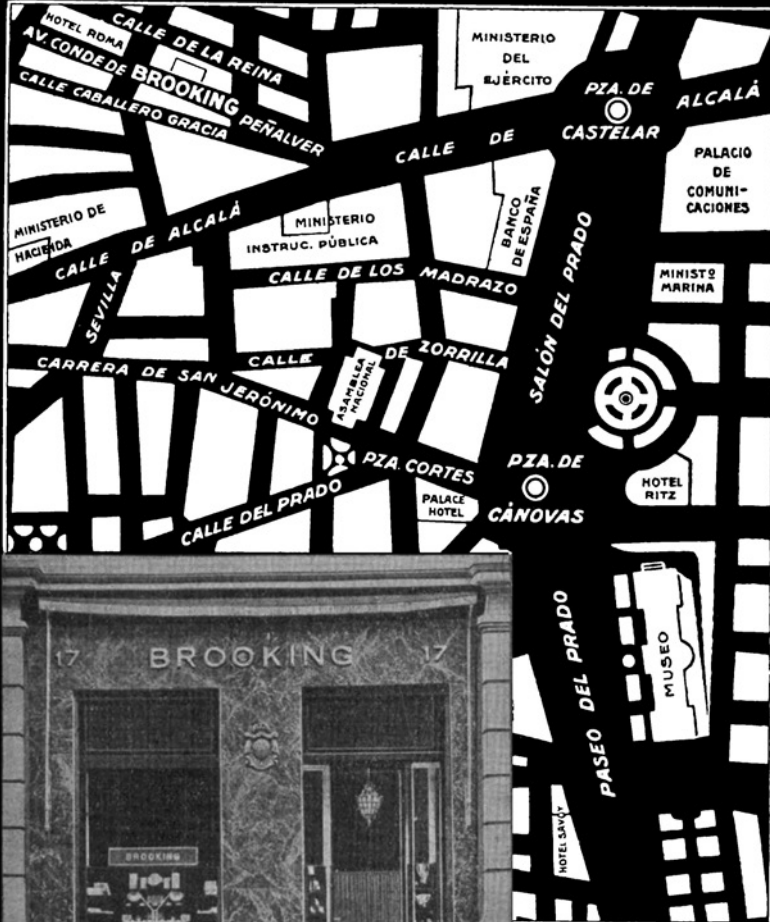 HOTEL ROMA
CALLE DE LA REINA
AV. CONDE DE BROOKING PEÑALVER
CALLE CABALLERO GRACIA
MINISTERIO
DEL
EJÉRCITO
PZA. DE
CASTELAR
ALCALÁ
CALLE DE
PALACIO
DE
COMUNI-
CACIONES
MINISTERIO DE
HACIENDA
CALLE DE ALCALÁ
MINISTERIO
INSTRUC. PÚBLICA
BANCO
DE ESPAÑA
CALLE DE LOS MADRAZO
SALÓN DEL PRADO
MINISTO
MARINA
SEVILLA
CALLE DE ZORRILLA
CARRERA DE SAN JERÓNIMO
ASAMBLEA
NACIONAL
PZA. CORTES
PZA. DE
CÁNOVAS
HOTEL
RITZ
PALACE
HOTEL
CALLE DEL PRADO
PASEO DEL PRADO
MUSEO
HOTEL SAVOY
17 BROOKING 17
BROOKING